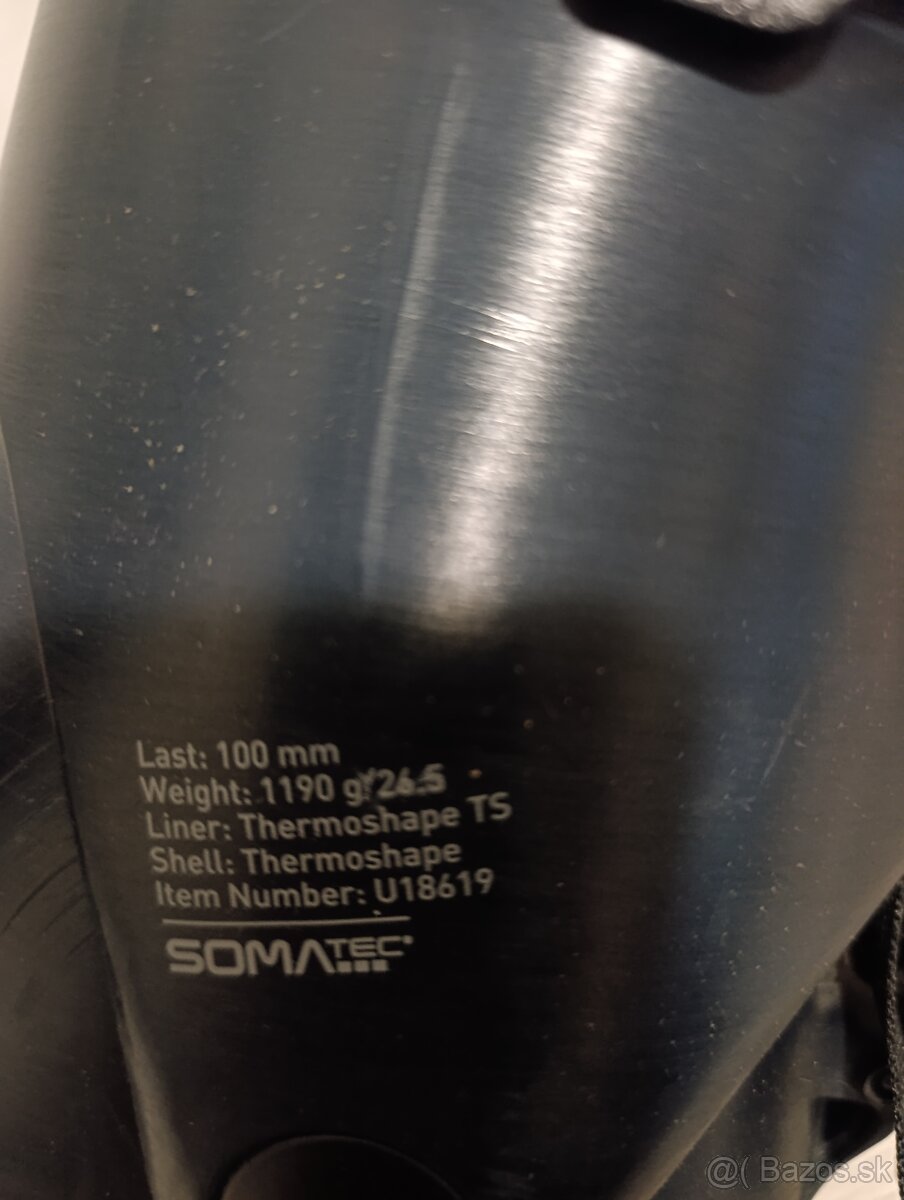 Last: 100 mm
Weight: 1190 g/26.5
Liner: Thermoshape TS
Shell: Thermoshape
Item Number: U18619
SOMATEC
@( Bazos.sk